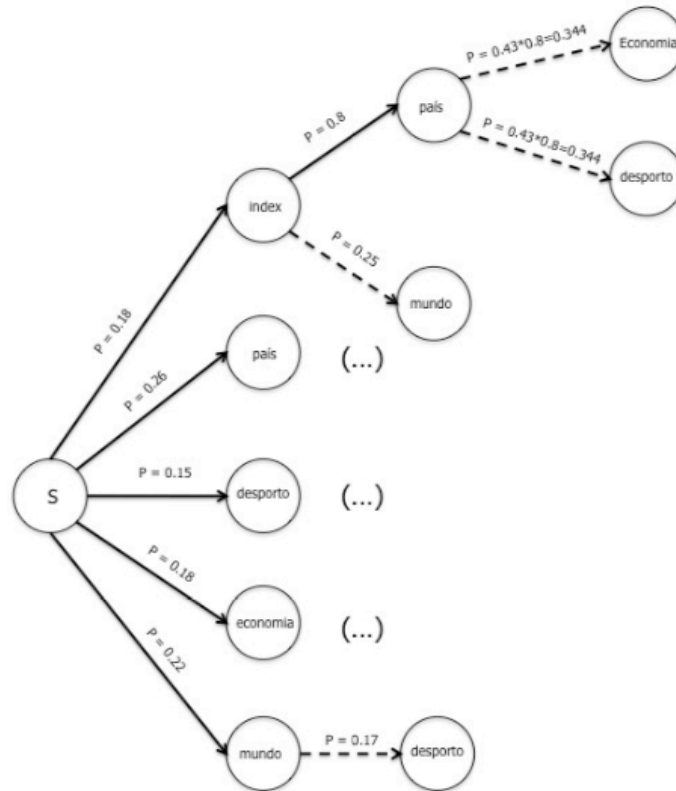 P = 0.43*0.8=0.344
Economia
P = 0.8
país
P = 0.43*0.8=0.344
desporto
index
P = 0.25
mundo
P = 0.18
país
(...)
P = 0.26
S
P = 0.15
desporto
(...)
P = 0.18
economia
(...)
P = 0.22
mundo
P = 0.17
desporto